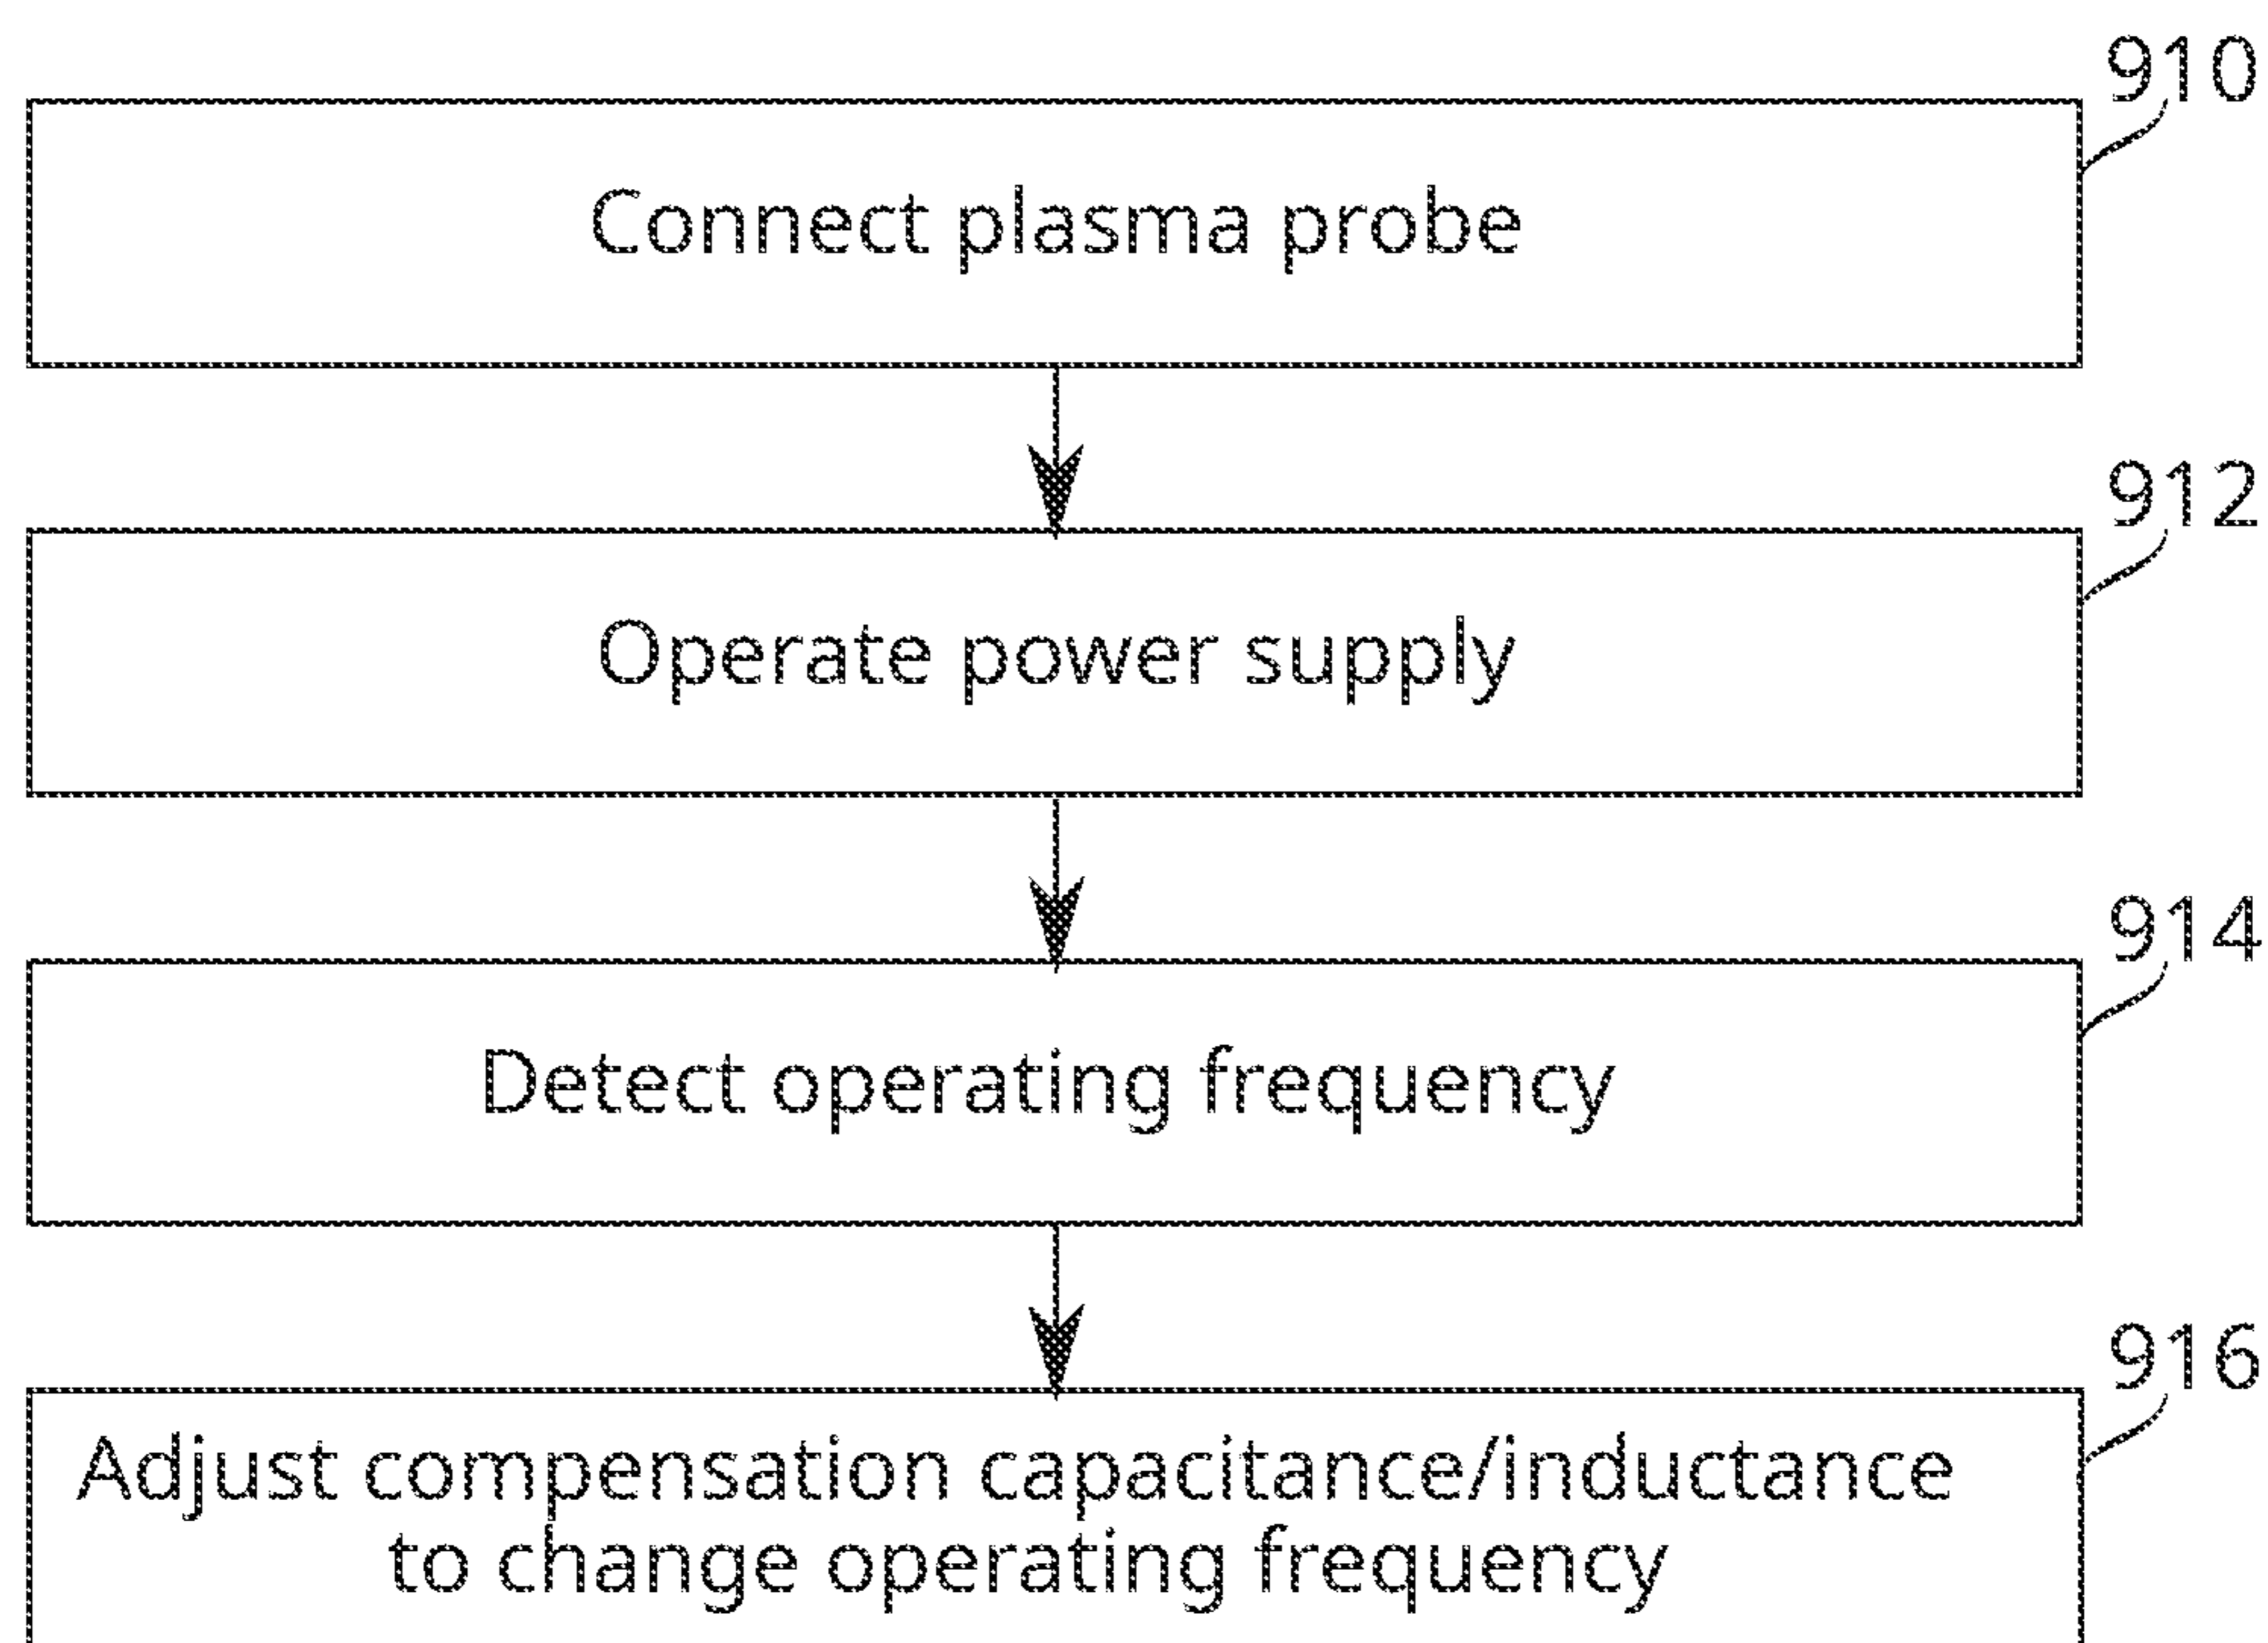 910
Connect plasma probe
912
Operate power supply
914
Detect operating frequency
916
Adjust compensation capacitance/inductance
to change operating frequency